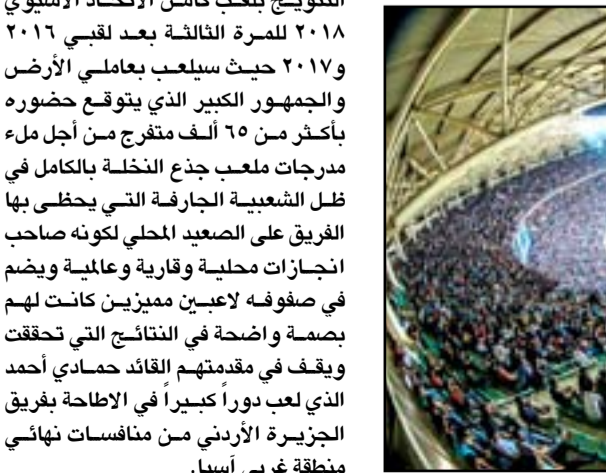 التتويج بلقب كأس الاتحاد الآسيوي
٢٠١٨ للمرة الثالثة بعد لقبي ٢٠١٦
و٢٠١٧ حيث سيلعب بعاملي الأرض
والجمهور الكبير الذي يتوقع حضوره
بأكثر من ٦٥ ألف متفرج من أجل ملء
مدرجات ملعب جذع النخلة بالكامل في
ظل الشعبية الجارفة التي يحظى بها
الفريق على الصعيد المحلي لكونه صاحب
انجازات محلية وقارية وعالمية ويضم
في صفوفه لاعبين مميزين كانت لهم
بصمة واضحة في النتائج التي تحققت
ويقف في مقدمتهم القائد حمادي أحمد
الذي لعب دوراً كبيراً في الاطاحة بفريق
الجزيرة الأردني من منافسات نهائي
منطقة غربي آسيا.